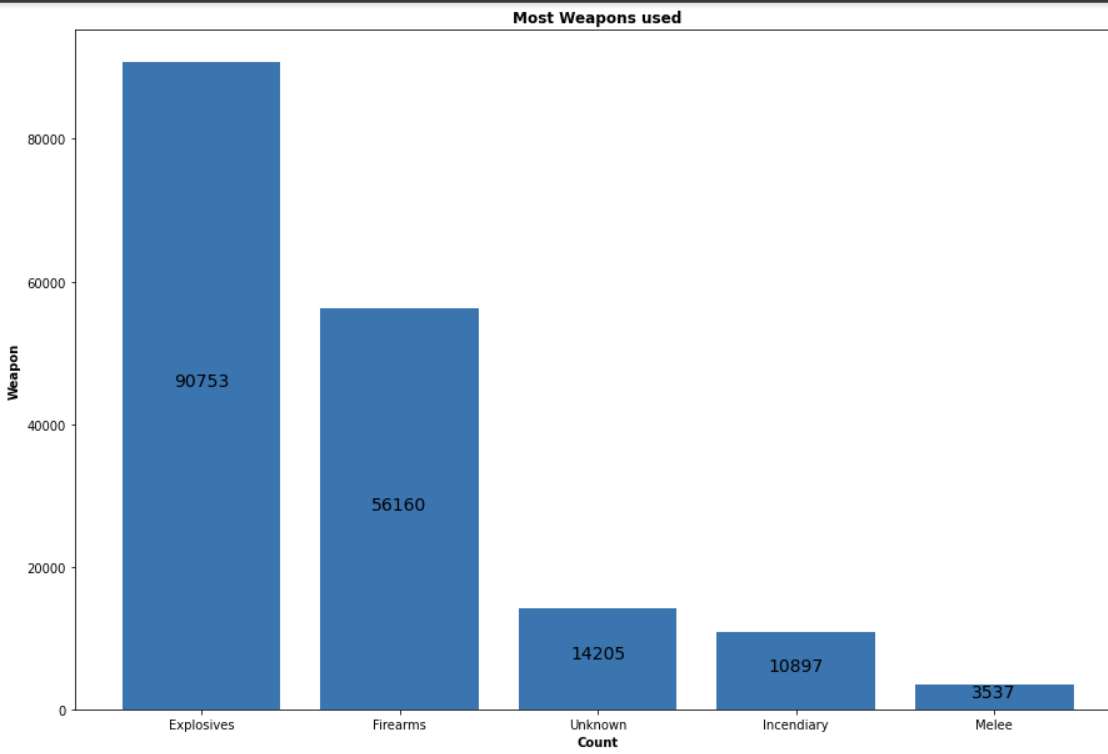 Most Weapons used
80000
60000
40000
20000
0
Weapon
90753
56160
14205
10897
3537
Explosives Firearms Unknown Incendiary Melee
Count